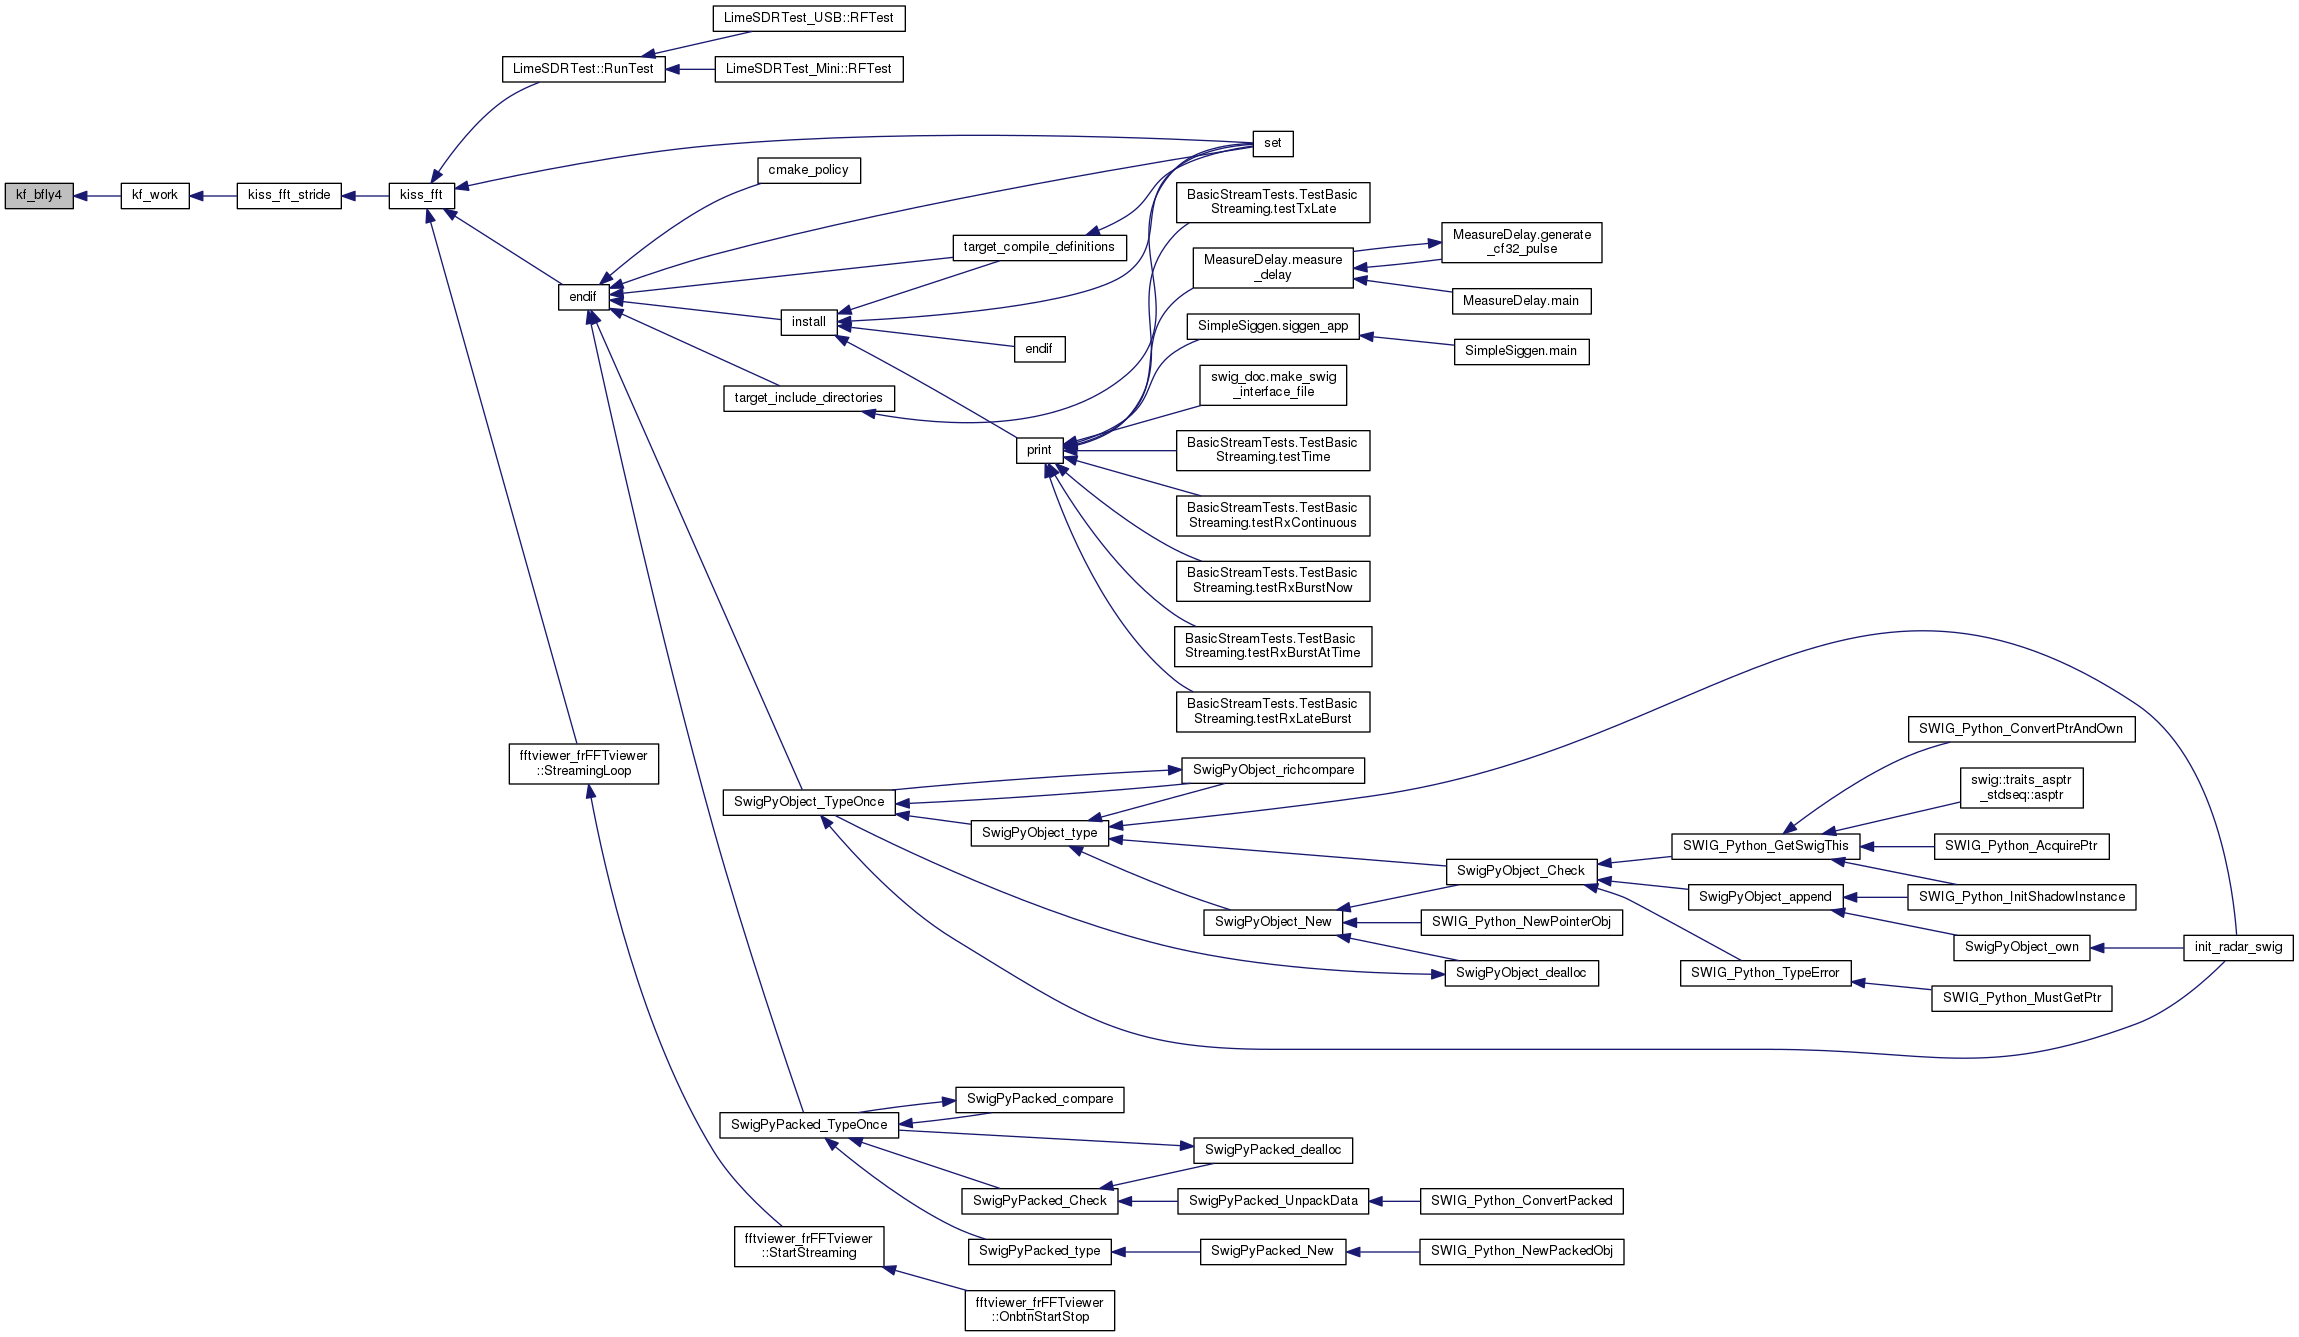 LimeSDRTest_USB::RFTest
LimeSDRTest::RunTest
LimeSDRTest_Mini::RFTest
set
cmake_policy
kf_bfly4
kf_work
kiss_fft_stride
kiss_fft
BasicStreamTests.TestBasic
Streaming.testTxLate
target_compile_definitions
MeasureDelay.measure
_delay
MeasureDelay.generate
_cf32_pulse
endif
MeasureDelay.main
install
SimpleSiggen.siggen_app
endif
SimpleSiggen.main
target_include_directories
swig_doc.make_swig
_interface_file
print
BasicStreamTests.TestBasic
Streaming.testTime
BasicStreamTests.TestBasic
Streaming.testRxContinuous
BasicStreamTests.TestBasic
Streaming.testRxBurstNow
BasicStreamTests.TestBasic
Streaming.testRxBurstAtTime
BasicStreamTests.TestBasic
Streaming.testRxLateBurst
fftviewer_frFFTviewer
::StreamingLoop
SWIG_Python_ConvertPtrAndOwn
SwigPyObject_richcompare
swig::traits_asptr
_stdseq::asptr
SwigPyObject_TypeOnce
SwigPyObject_type
SWIG_Python_GetSwigThis
SWIG_Python_AcquirePtr
SwigPyObject_Check
SwigPyObject_append
SWIG_Python_InitShadowInstance
SwigPyObject_New
SWIG_Python_NewPointerObj
SwigPyObject_own
init_radar_swig
SwigPyObject_dealloc
SWIG_Python_TypeError
SWIG_Python_MustGetPtr
SwigPyPacked_compare
SwigPyPacked_TypeOnce
SwigPyPacked_dealloc
SwigPyPacked_Check
SwigPyPacked_UnpackData
SWIG_Python_ConvertPacked
fftviewer_frFFTviewer
::StartStreaming
SwigPyPacked_type
SwigPyPacked_New
SWIG_Python_NewPackedObj
fftviewer_frFFTviewer
::OnbtnStartStop